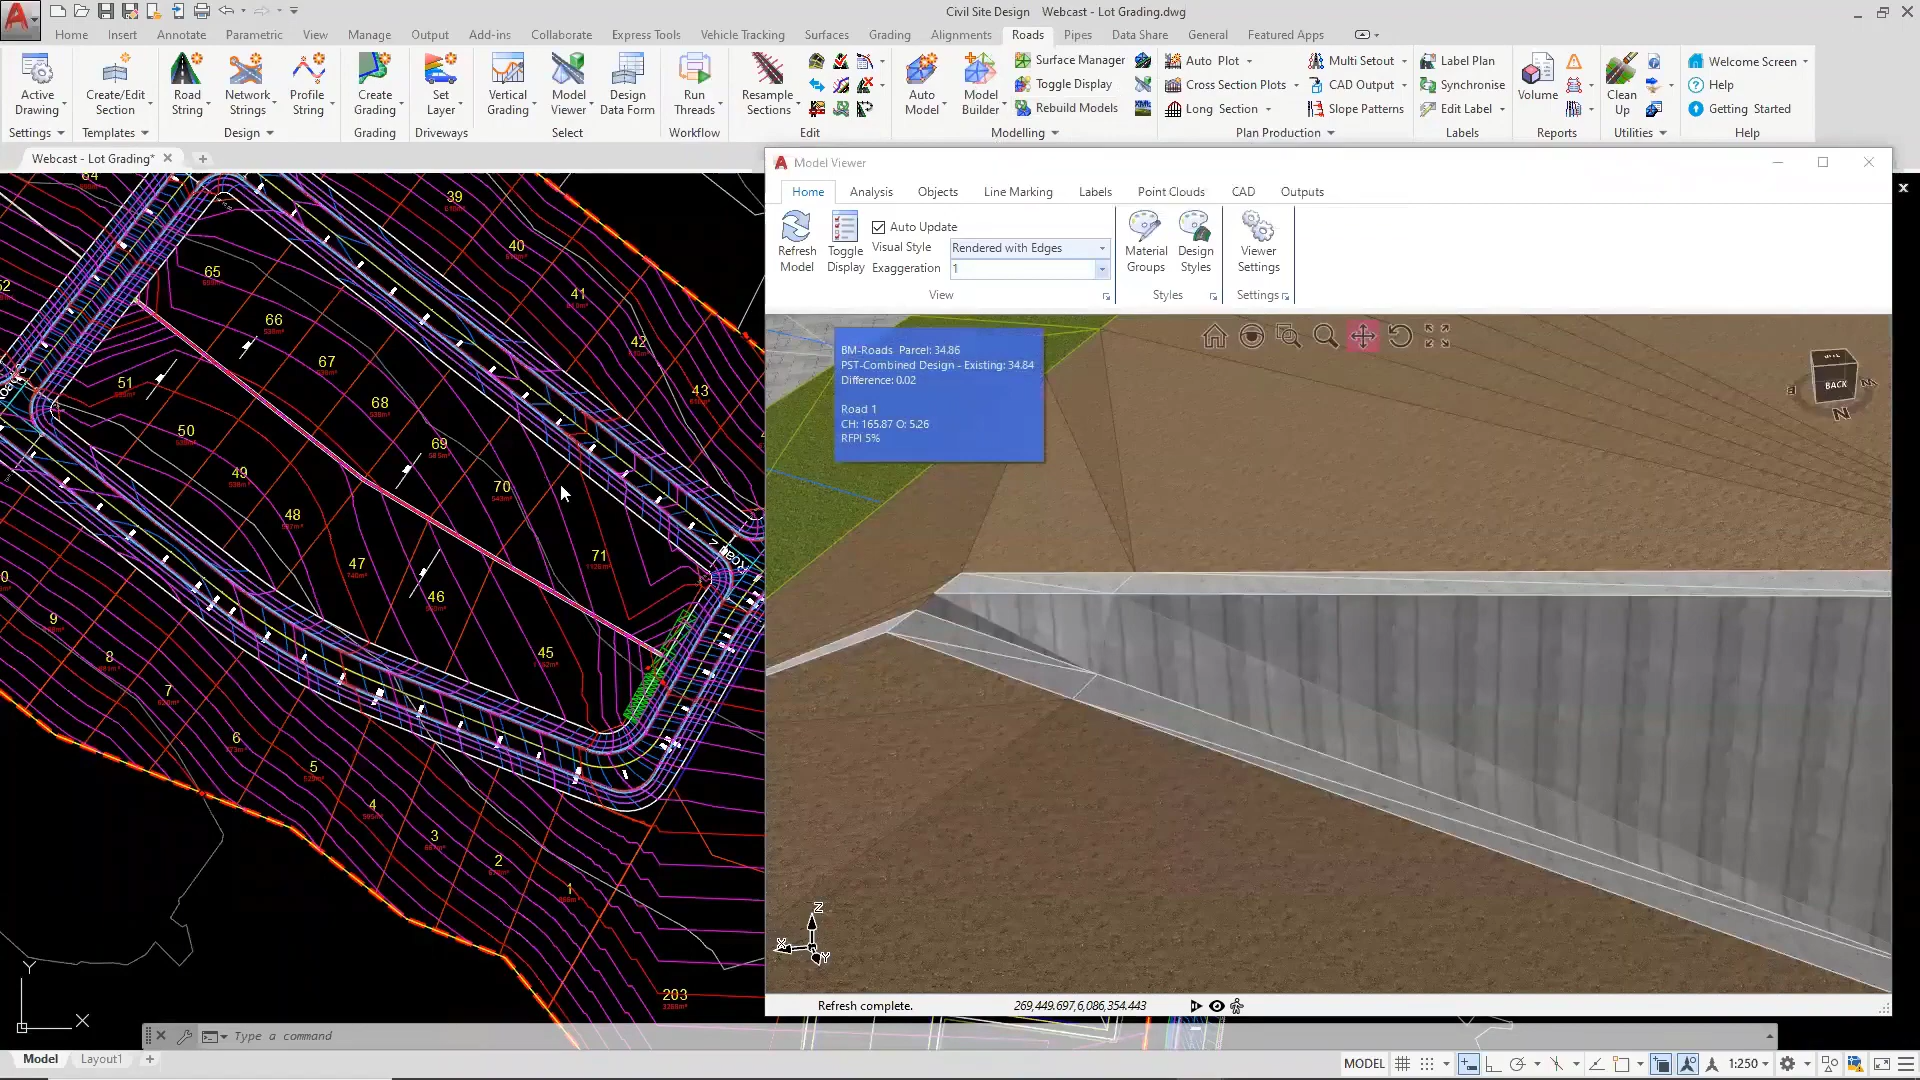 Civil Site Design Webcast - Lot Grading.dwg
Home Insert Annotate Parametric View Manage Output Add-ins Collaborate Express Tools Vehicle Tracking Surfaces Grading Alignments Roads Pipes Data Share General Featured Apps
Active Drawing
Create/Edit Section
Road String
Network Strings
Profile String
Create Grading
Set Layer
Vertical Grading
Model Viewer
Design Data Form
Run Threads
Resample Sections
Auto Model
Model Builder
Surface Manager
Toggle Display
Rebuild Models
Auto Plot
Cross Section Plots
Long Section
Multi Setout
CAD Output
Slope Patterns
Label Plan
Synchronise
Edit Label
Volume
Clean Up
Welcome Screen
Help
Getting Started
Settings Templates Design Grading Driveways Select Workflow Edit Modelling Plan Production Labels Reports Utilities Help
Webcast - Lot Grading*
Model Viewer
Home Analysis Objects Line Marking Labels Point Clouds CAD Outputs
Refresh Model
Toggle Display
Auto Update
Visual Style Rendered with Edges
Exaggeration 1
Material Groups
Design Styles
Viewer Settings
View Styles Settings
BM-Roads Parcel: 34.86
PST-Combined Design - Existing: 34.84
Difference: 0.02
Road 1
CH: 165.87 O: 5.26
RFPI 5%
BACK
N
Z
X
Y
64
39
40
65
41
66
42
67
51
43
68
50
69
49
70
48
71
47
46
45
9
8
7
6
5
4
3
2
1
203
Road 2
Y
X
Refresh complete. 269,449.697,6,086,354.443
Type a command
Model Layout1
MODEL 1:250